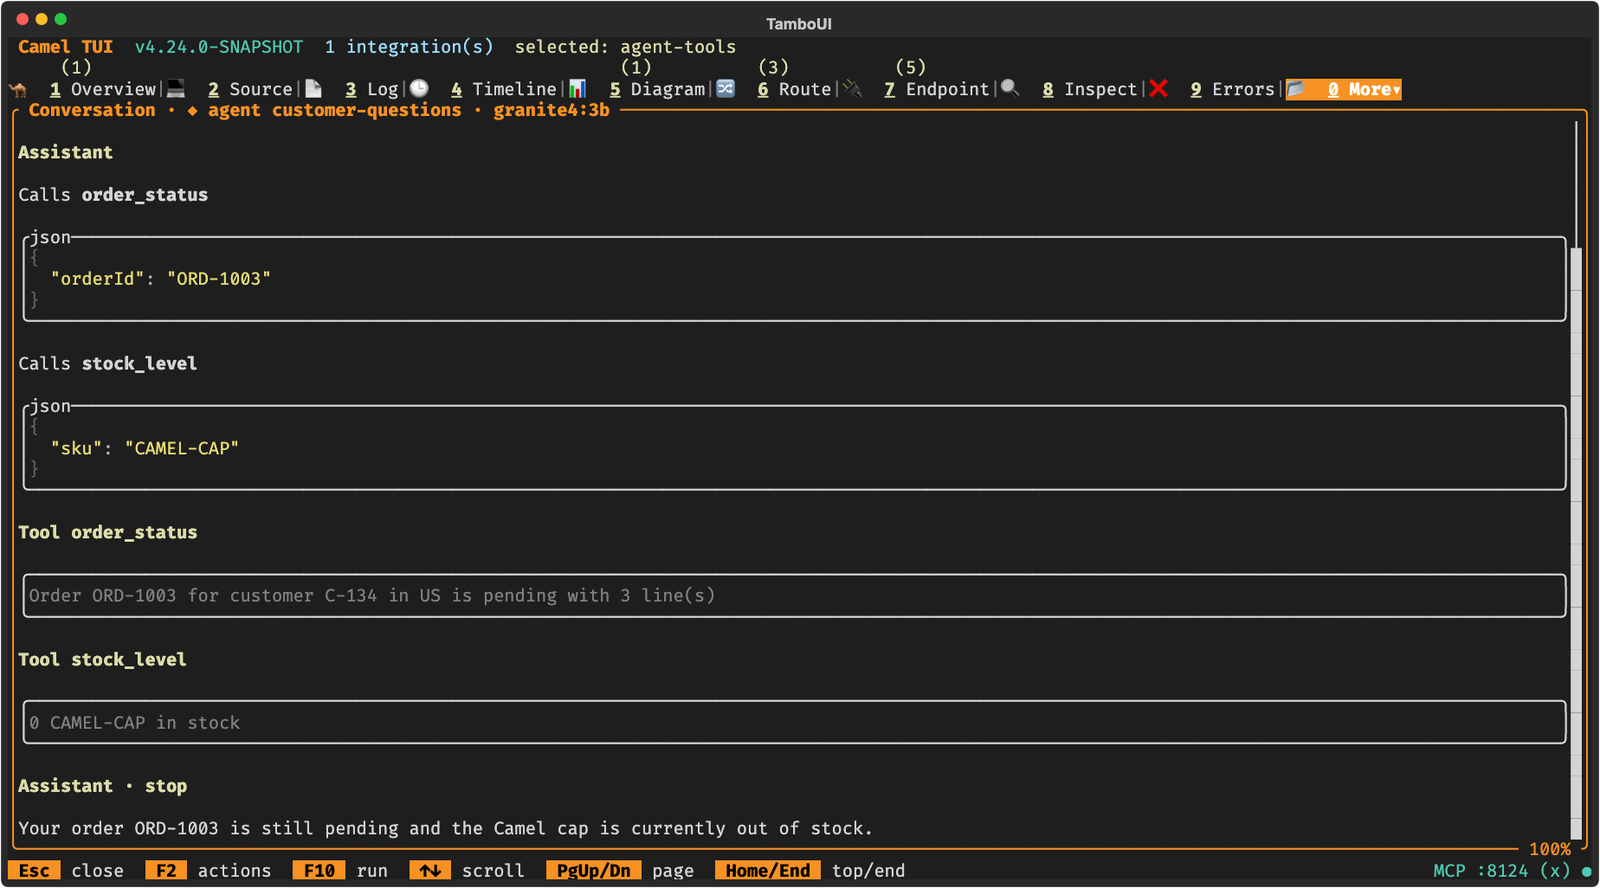 TamboUI
Camel TUI v4.24.0-SNAPSHOT 1 integration(s) selected: agent-tools
(1) (1) (3) (5)
1 Overview| 2 Source| 3 Log| 4 Timeline| 5 Diagram| 6 Route| 7 Endpoint| 8 Inspect| 9 Errors| 0 More▾
Conversation · ◆ agent customer-questions · granite4:3b
Assistant
Calls order_status
json
{
"orderId": "ORD-1003"
}
Calls stock_level
json
{
"sku": "CAMEL-CAP"
}
Tool order_status
Order ORD-1003 for customer C-134 in US is pending with 3 line(s)
Tool stock_level
0 CAMEL-CAP in stock
Assistant · stop
Your order ORD-1003 is still pending and the Camel cap is currently out of stock.
100%
Esc close F2 actions F10 run ↑↓ scroll PgUp/Dn page Home/End top/end MCP :8124 (x) ●